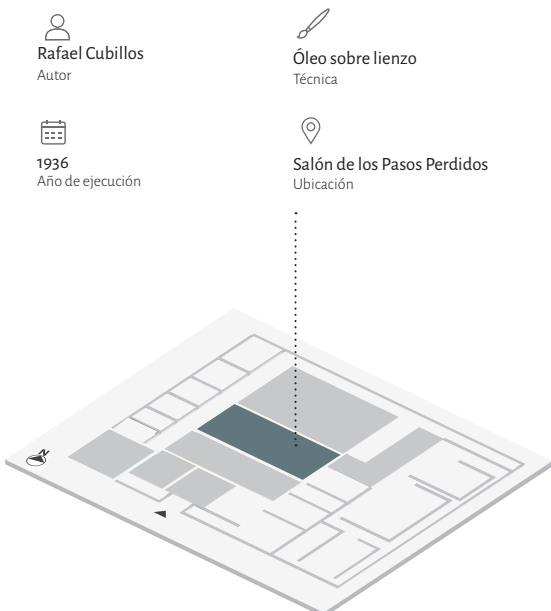 Rafael Cubillos
Autor
Óleo sobre lienzo
Técnica
1936
Año de ejecución
Salón de los Pasos Perdidos
Ubicación
N